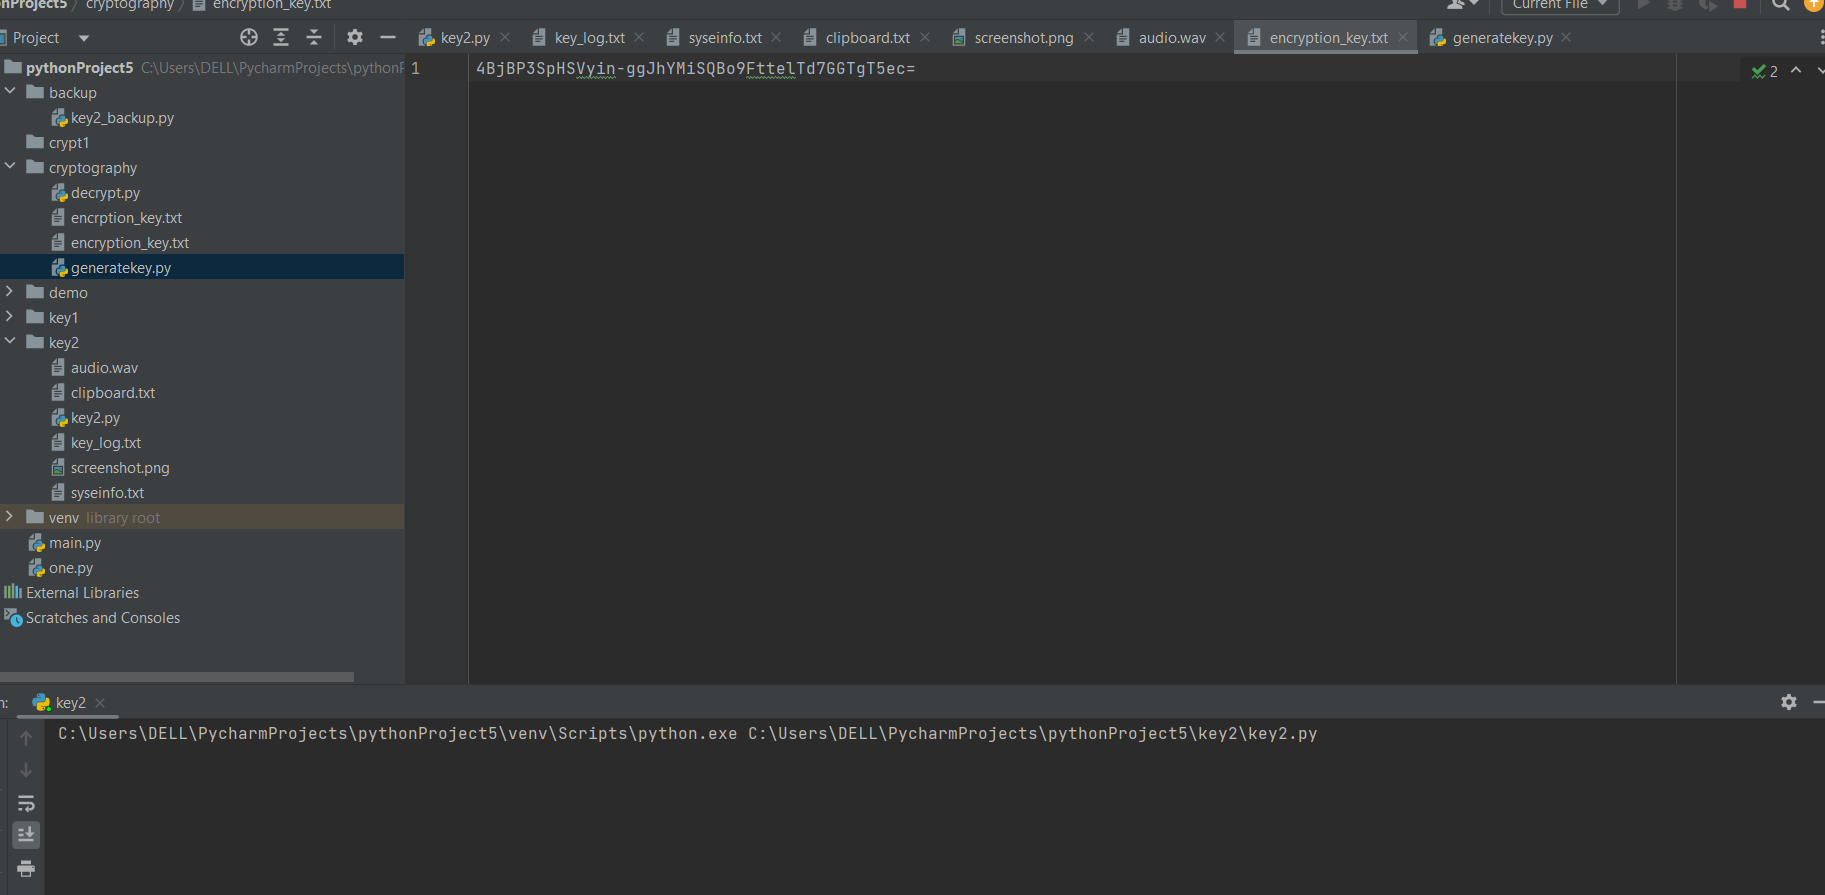 nProject5 〉 cryptography 〉 encryption_key.txt
Current File
Project
key2.py
key_log.txt
syseinfo.txt
clipboard.txt
screenshot.png
audio.wav
encryption_key.txt
generatekey.py
pythonProject5 C:\Users\DELL\PycharmProjects\pythonP
1 4BjBP3SpHSVyin-ggJhYMiSQBo9FttelTd7GGTgT5ec=
2
backup
key2_backup.py
crypt1
cryptography
decrypt.py
encrption_key.txt
encryption_key.txt
generatekey.py
demo
key1
key2
audio.wav
clipboard.txt
key2.py
key_log.txt
screenshot.png
syseinfo.txt
venv library root
main.py
one.py
External Libraries
Scratches and Consoles
n: key2
C:\Users\DELL\PycharmProjects\pythonProject5\venv\Scripts\python.exe C:\Users\DELL\PycharmProjects\pythonProject5\key2\key2.py